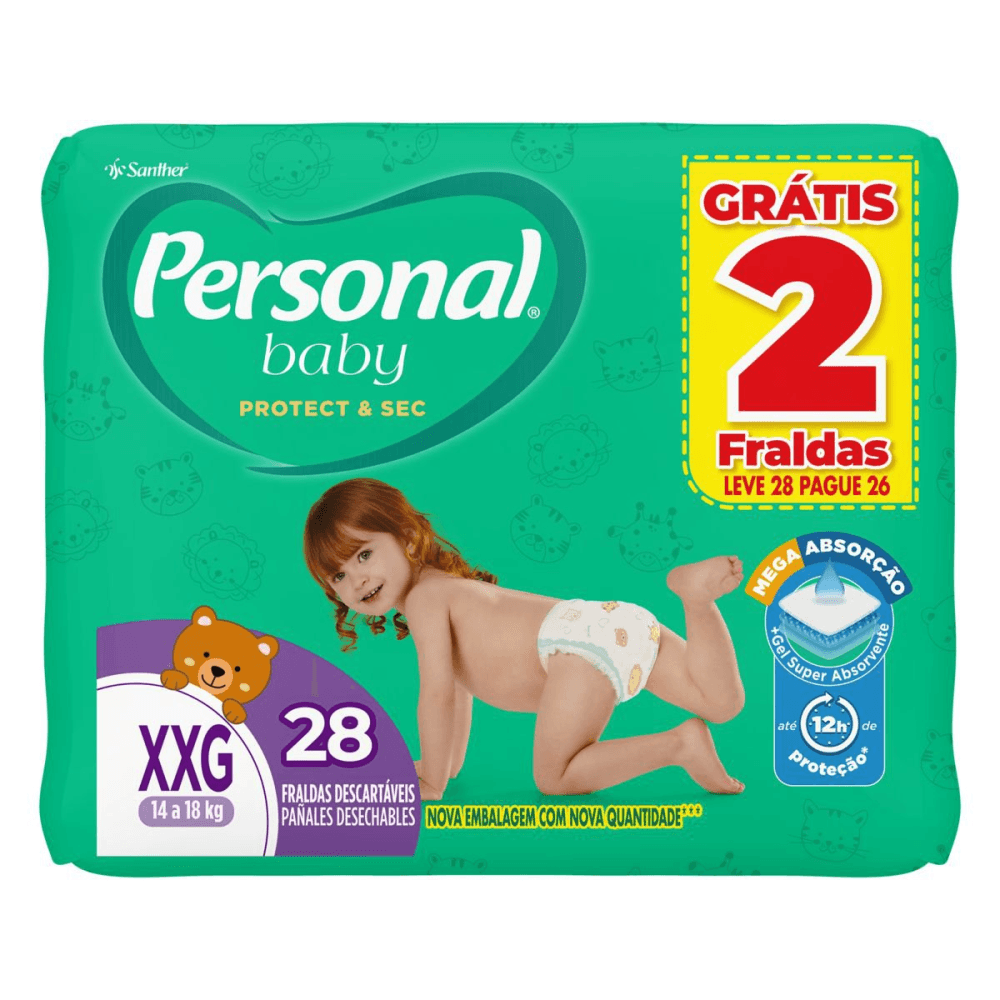 Santher
Personal®
baby
PROTECT & SEC
GRÁTIS
2
Fraldas
LEVE 28 PAGUE 26
MEGA ABSORÇÃO
+Gel Super Absorvente
até 12h de
proteção*
XXG
14 a 18 kg
28
FRALDAS DESCARTÁVEIS
PAÑALES DESECHABLES
NOVA EMBALAGEM COM NOVA QUANTIDADE***